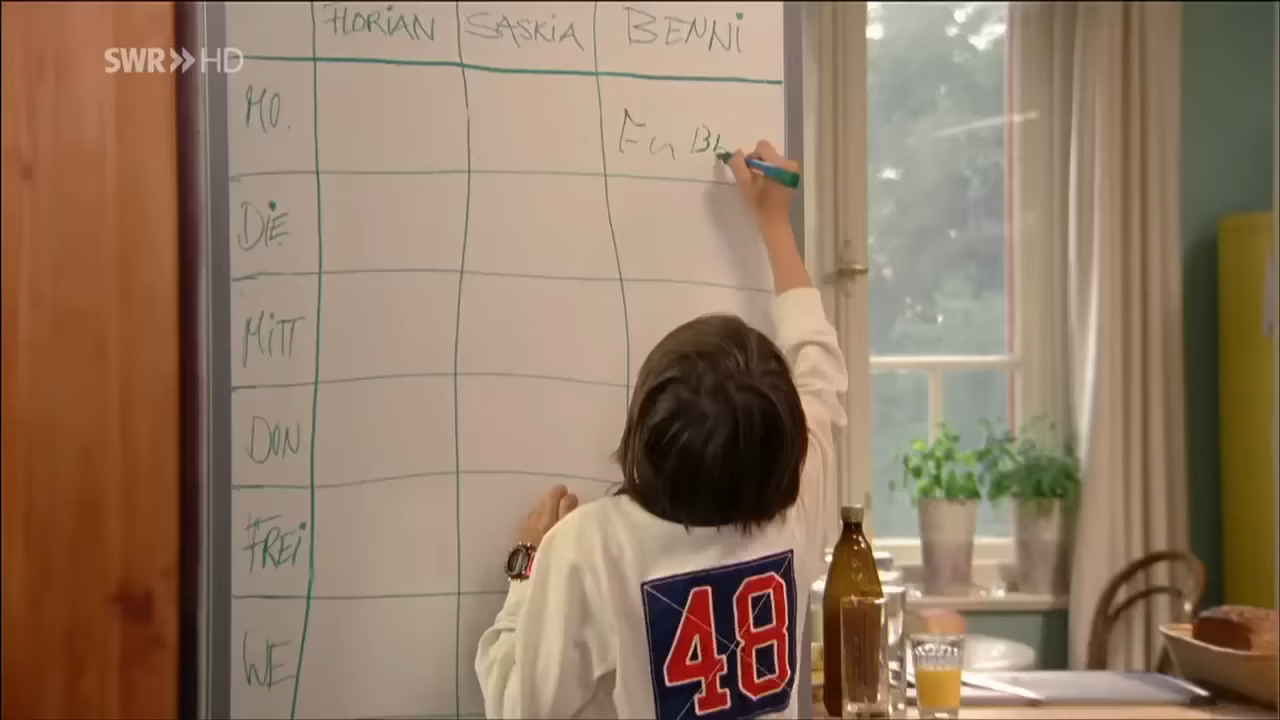 FLORIAN SASKIA BENNI
SWR>>HD
MO.
DIE
MITT
DON
FREI
WE
48